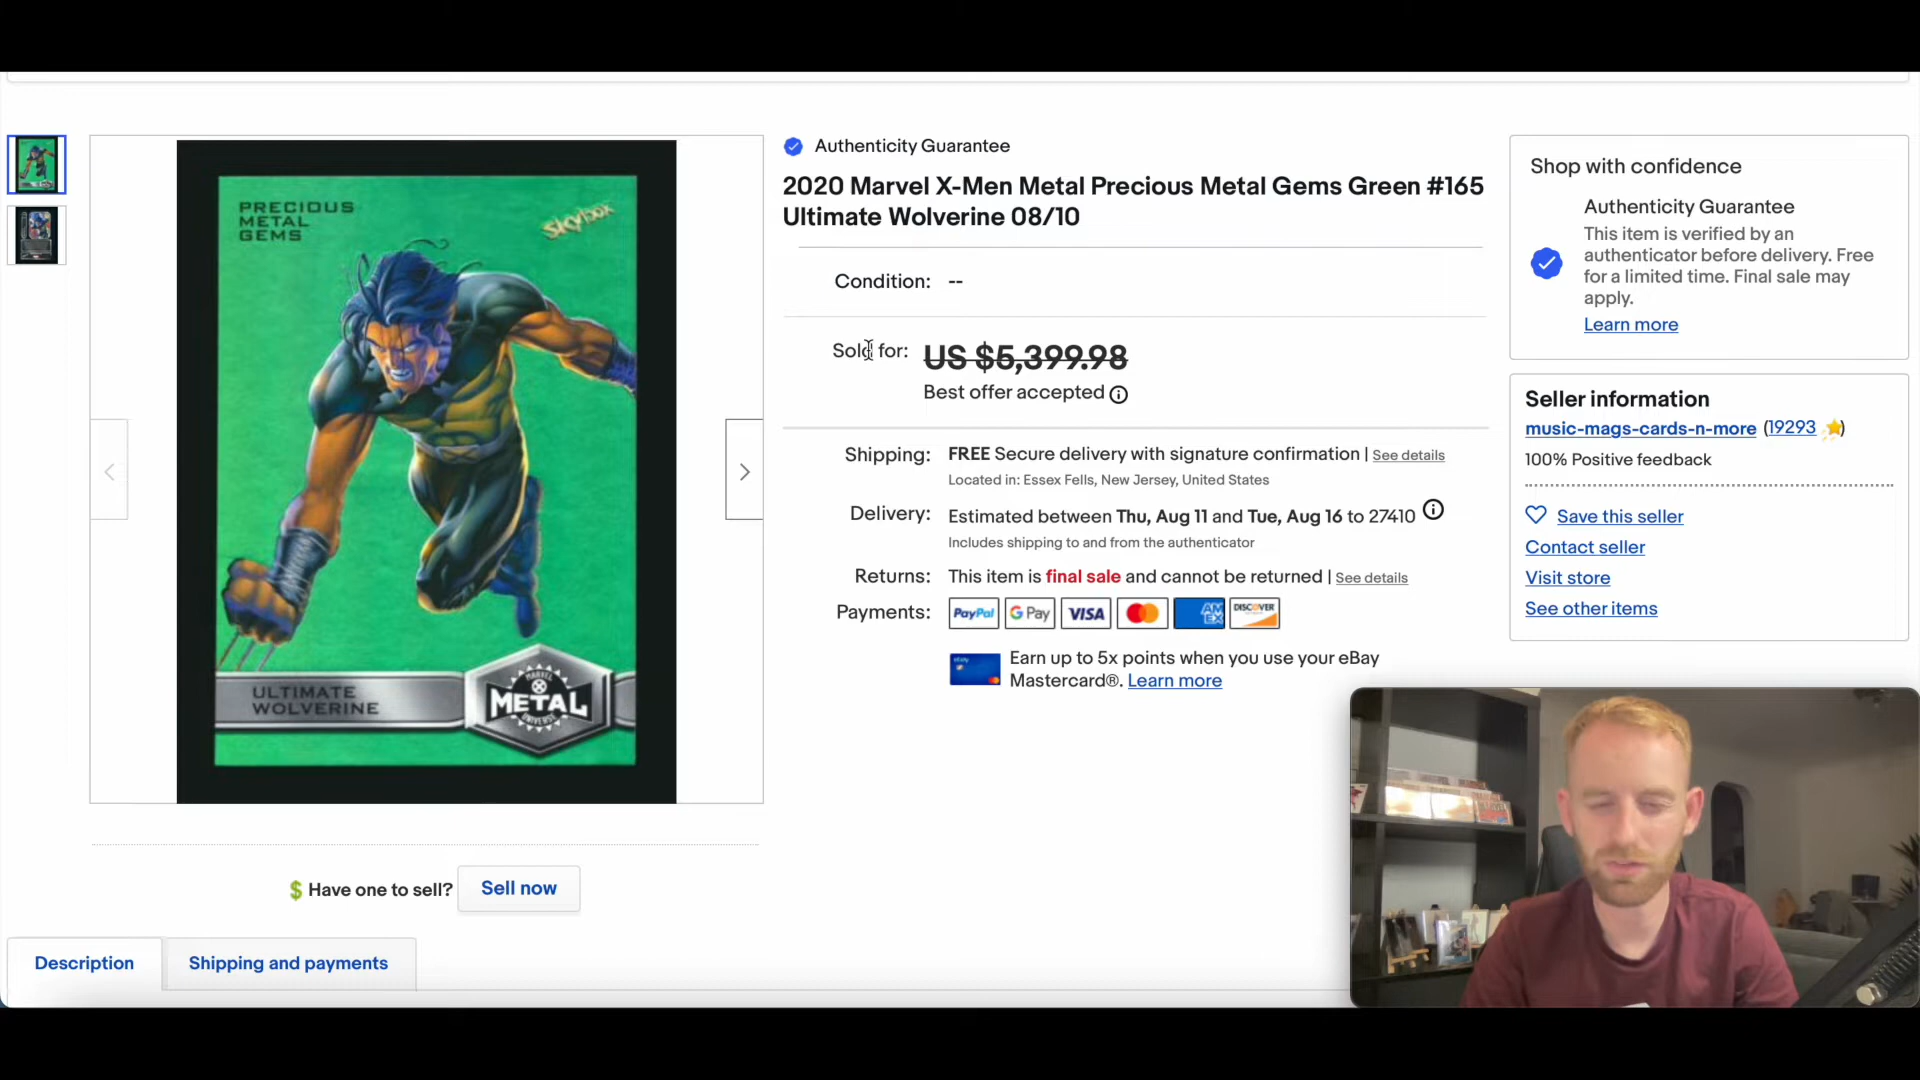 PRECIOUS
METAL
GEMS
skybox
ULTIMATE
WOLVERINE
MARVEL
METAL
UNIVERSE
$ Have one to sell?
Sell now
Description
Shipping and payments
Authenticity Guarantee
2020 Marvel X-Men Metal Precious Metal Gems Green #165
Ultimate Wolverine 08/10
Condition: --
Sold for: US $5,399.98
Best offer accepted
Shipping: FREE Secure delivery with signature confirmation | See details
Located in: Essex Fells, New Jersey, United States
Delivery: Estimated between Thu, Aug 11 and Tue, Aug 16 to 27410
Includes shipping to and from the authenticator
Returns: This item is final sale and cannot be returned | See details
Payments: PayPal G Pay VISA AM EX DISCOVER
Earn up to 5x points when you use your eBay
Mastercard®. Learn more
Shop with confidence
Authenticity Guarantee
This item is verified by an
authenticator before delivery. Free
for a limited time. Final sale may
apply.
Learn more
Seller information
music-mags-cards-n-more (19293)
100% Positive feedback
Save this seller
Contact seller
Visit store
See other items